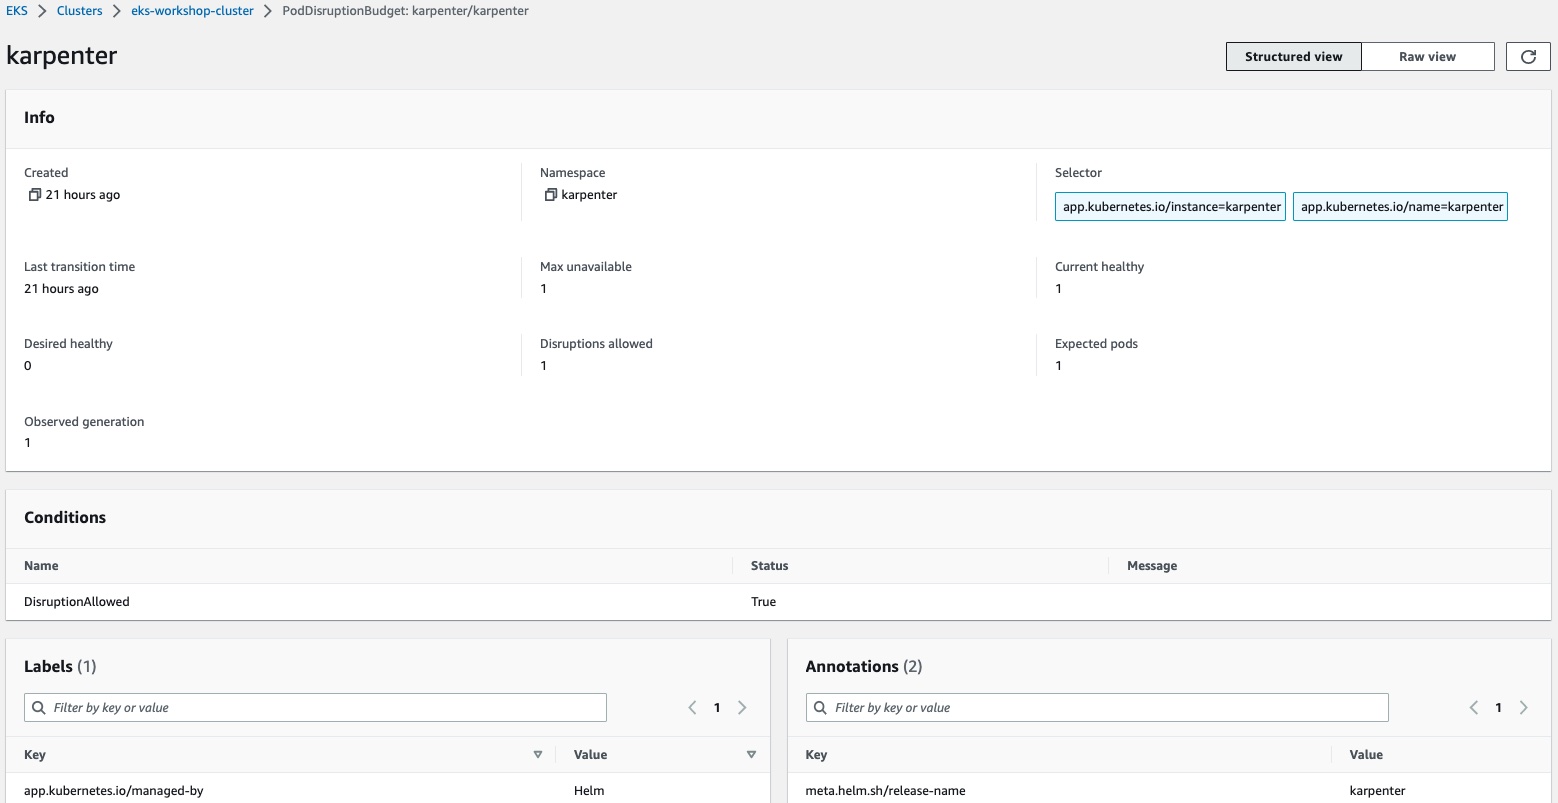 EKS > Clusters > eks-workshop-cluster > PodDisruptionBudget: karpenter/karpenter
karpenter
Structured view Raw view
Info
Created Namespace Selector
21 hours ago karpenter app.kubernetes.io/instance=karpenter app.kubernetes.io/name=karpenter
Last transition time Max unavailable Current healthy
21 hours ago 1 1
Desired healthy Disruptions allowed Expected pods
0 1 1
Observed generation
1
Conditions
Name Status Message
DisruptionAllowed True
Labels (1)
Filter by key or value 1
Key Value
app.kubernetes.io/managed-by Helm
Annotations (2)
Filter by key or value 1
Key Value
meta.helm.sh/release-name karpenter